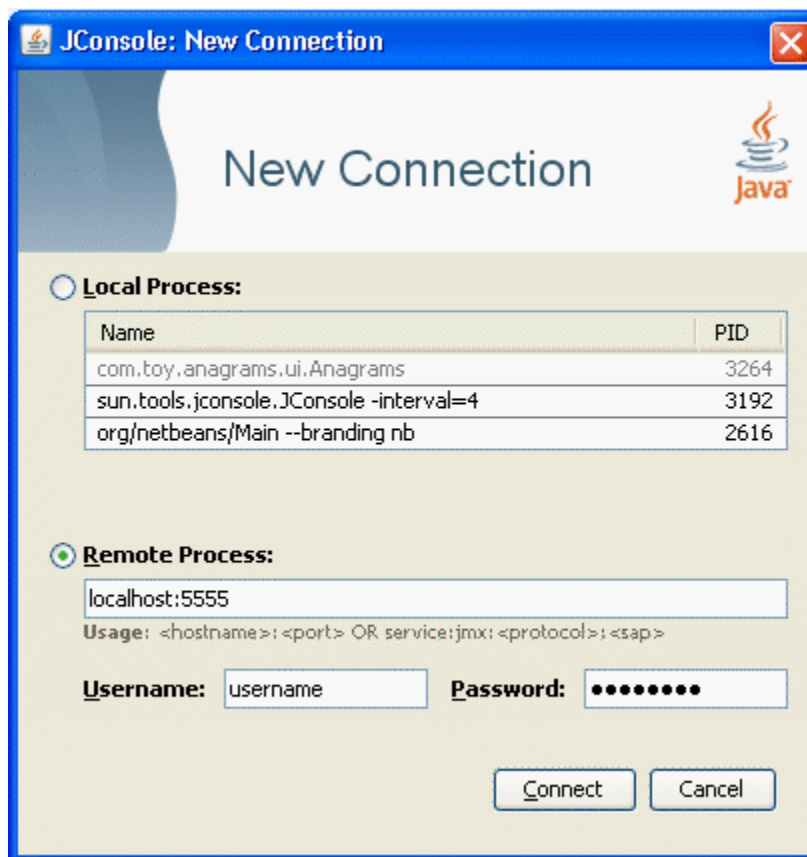 JConsole: New Connection
New Connection
Java
Local Process:
Name PID
com.toy.anagrams.ui.Anagrams 3264
sun.tools.jconsole.JConsole -interval=4 3192
org/netbeans/Main --branding nb 2616
Remote Process:
localhost:5555
Usage: <hostname>:<port> OR service:jmx:<protocol>:<sap>
Username: username Password: ●●●●●●●●
Connect Cancel